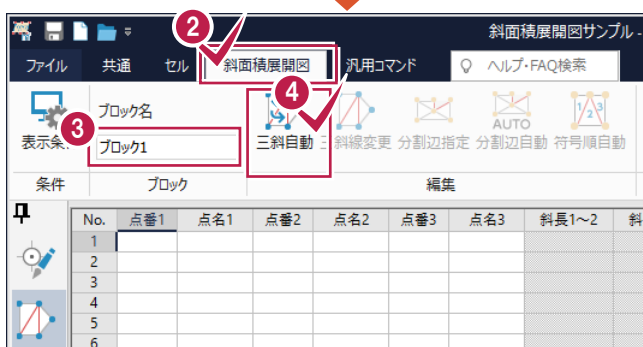 2
斜面積展開図サンプル -
ファイル 共通 セル 斜面積展開図 汎用コマンド ヘルプ・FAQ検索
4
3
ブロック名
AUTO
表示条 ブロック1 三斜自動 斜線変更 分割辺指定 分割辺自動 符号順自動
条件 ブロック 編集
No. 点番1 点名1 点番2 点名2 点番3 点名3 斜長1~2 斜
1
2
3
4
5
6